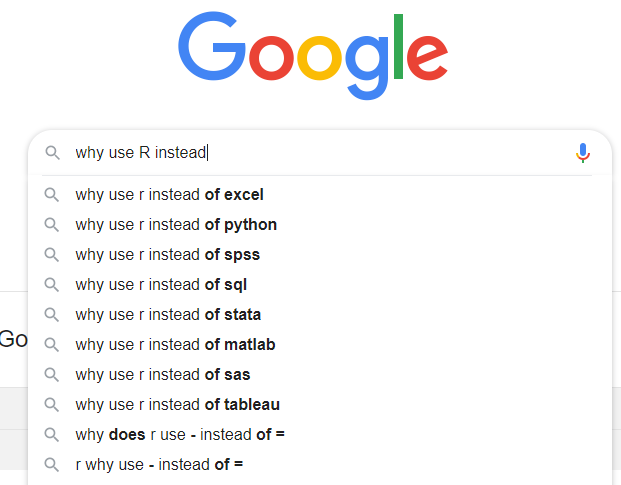 Google
why use R instead
why use r instead of excel
why use r instead of python
why use r instead of spss
why use r instead of sql
why use r instead of stata
Go
why use r instead of matlab
why use r instead of sas
why use r instead of tableau
why does r use - instead of =
r why use - instead of =